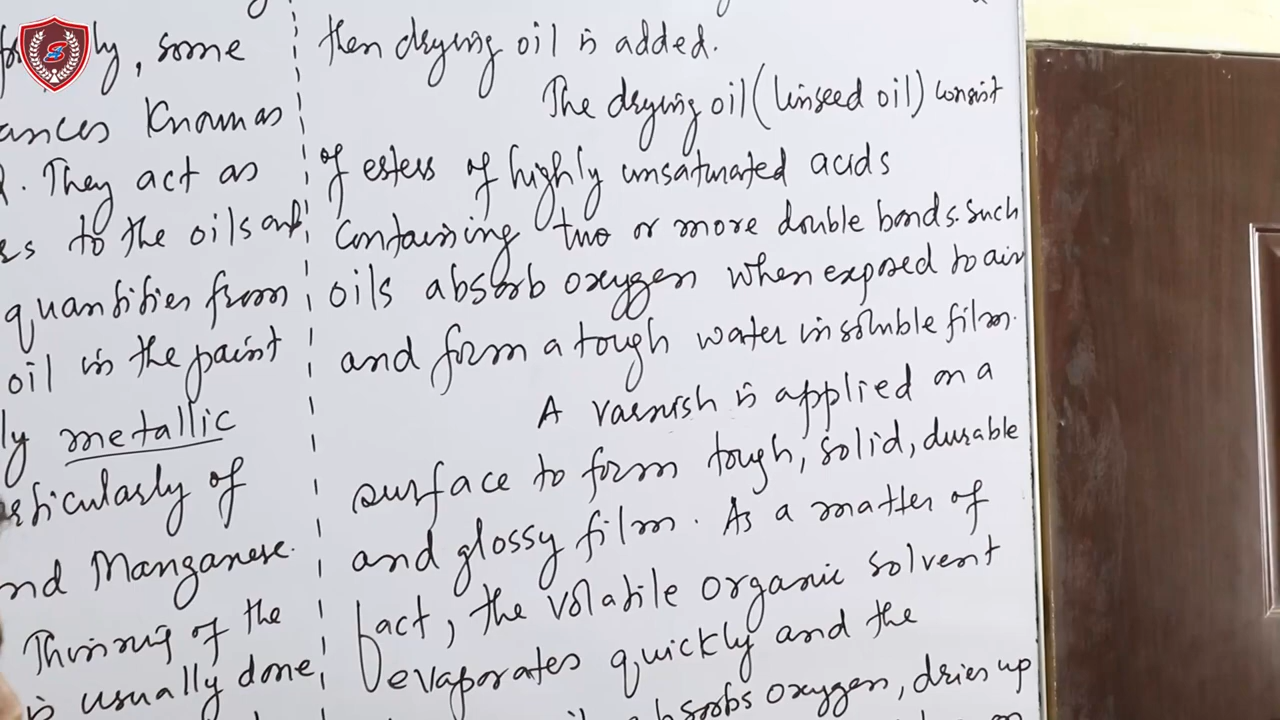 some
ances Known as
They act as
to the oils and
quantities from
oil in the paint
ly metallic
of
nd Manganese.
Thinning of the
is usually done,
then drying oil is added.
The drying oil (linseed oil) consist
of esters of highly unsaturated acids
containing two or more double bonds. Such
oils absorb oxygen when exposed to air
and form a tough water insoluble film.
A varnish is applied on a
surface to form tough, solid, durable
and glossy film. As a matter of
fact, the volatile organic solvent
evaporates quickly and the
absorbs oxygen, dries up